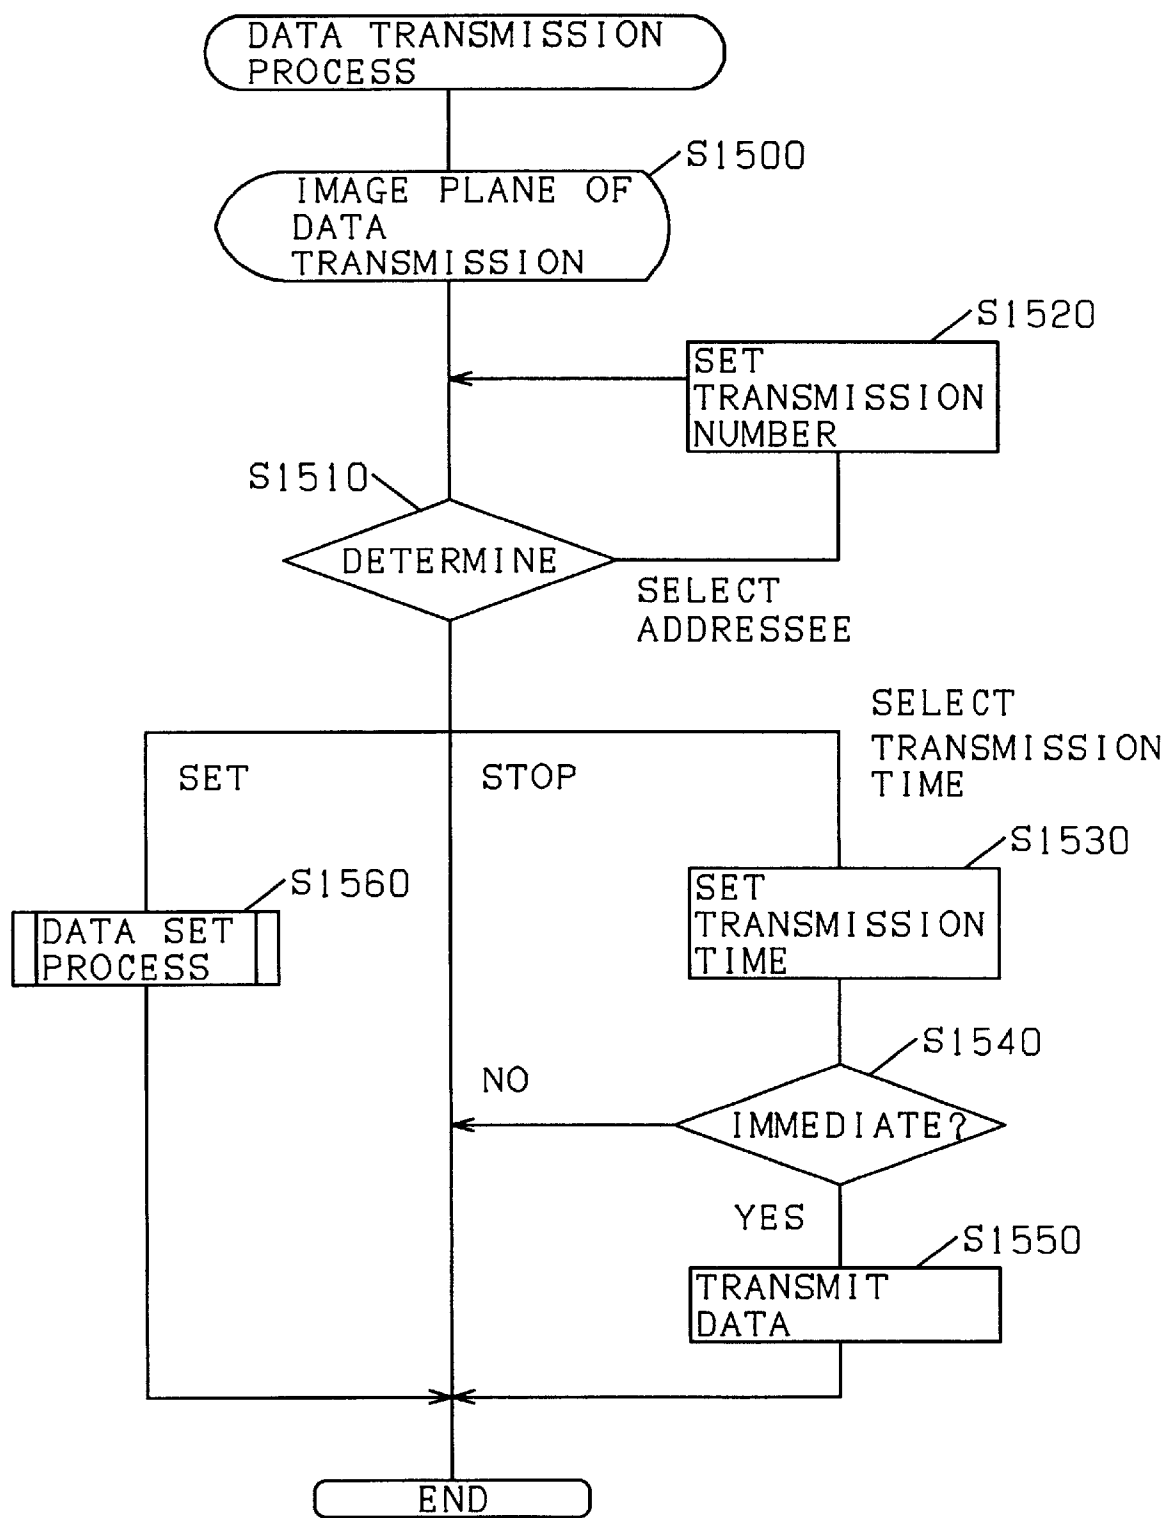 DATA TRANSMISSION
PROCESS
S1500
IMAGE PLANE OF
DATA
TRANSMISSION
S1520
SET
TRANSMISSION
NUMBER
S1510
DETERMINE
SELECT
ADDRESSEE
SELECT
TRANSMISSION
TIME
SET
STOP
S1530
SET
TRANSMISSION
TIME
S1560
DATA SET
PROCESS
S1540
NO
IMMEDIATE?
YES
S1550
TRANSMIT
DATA
END